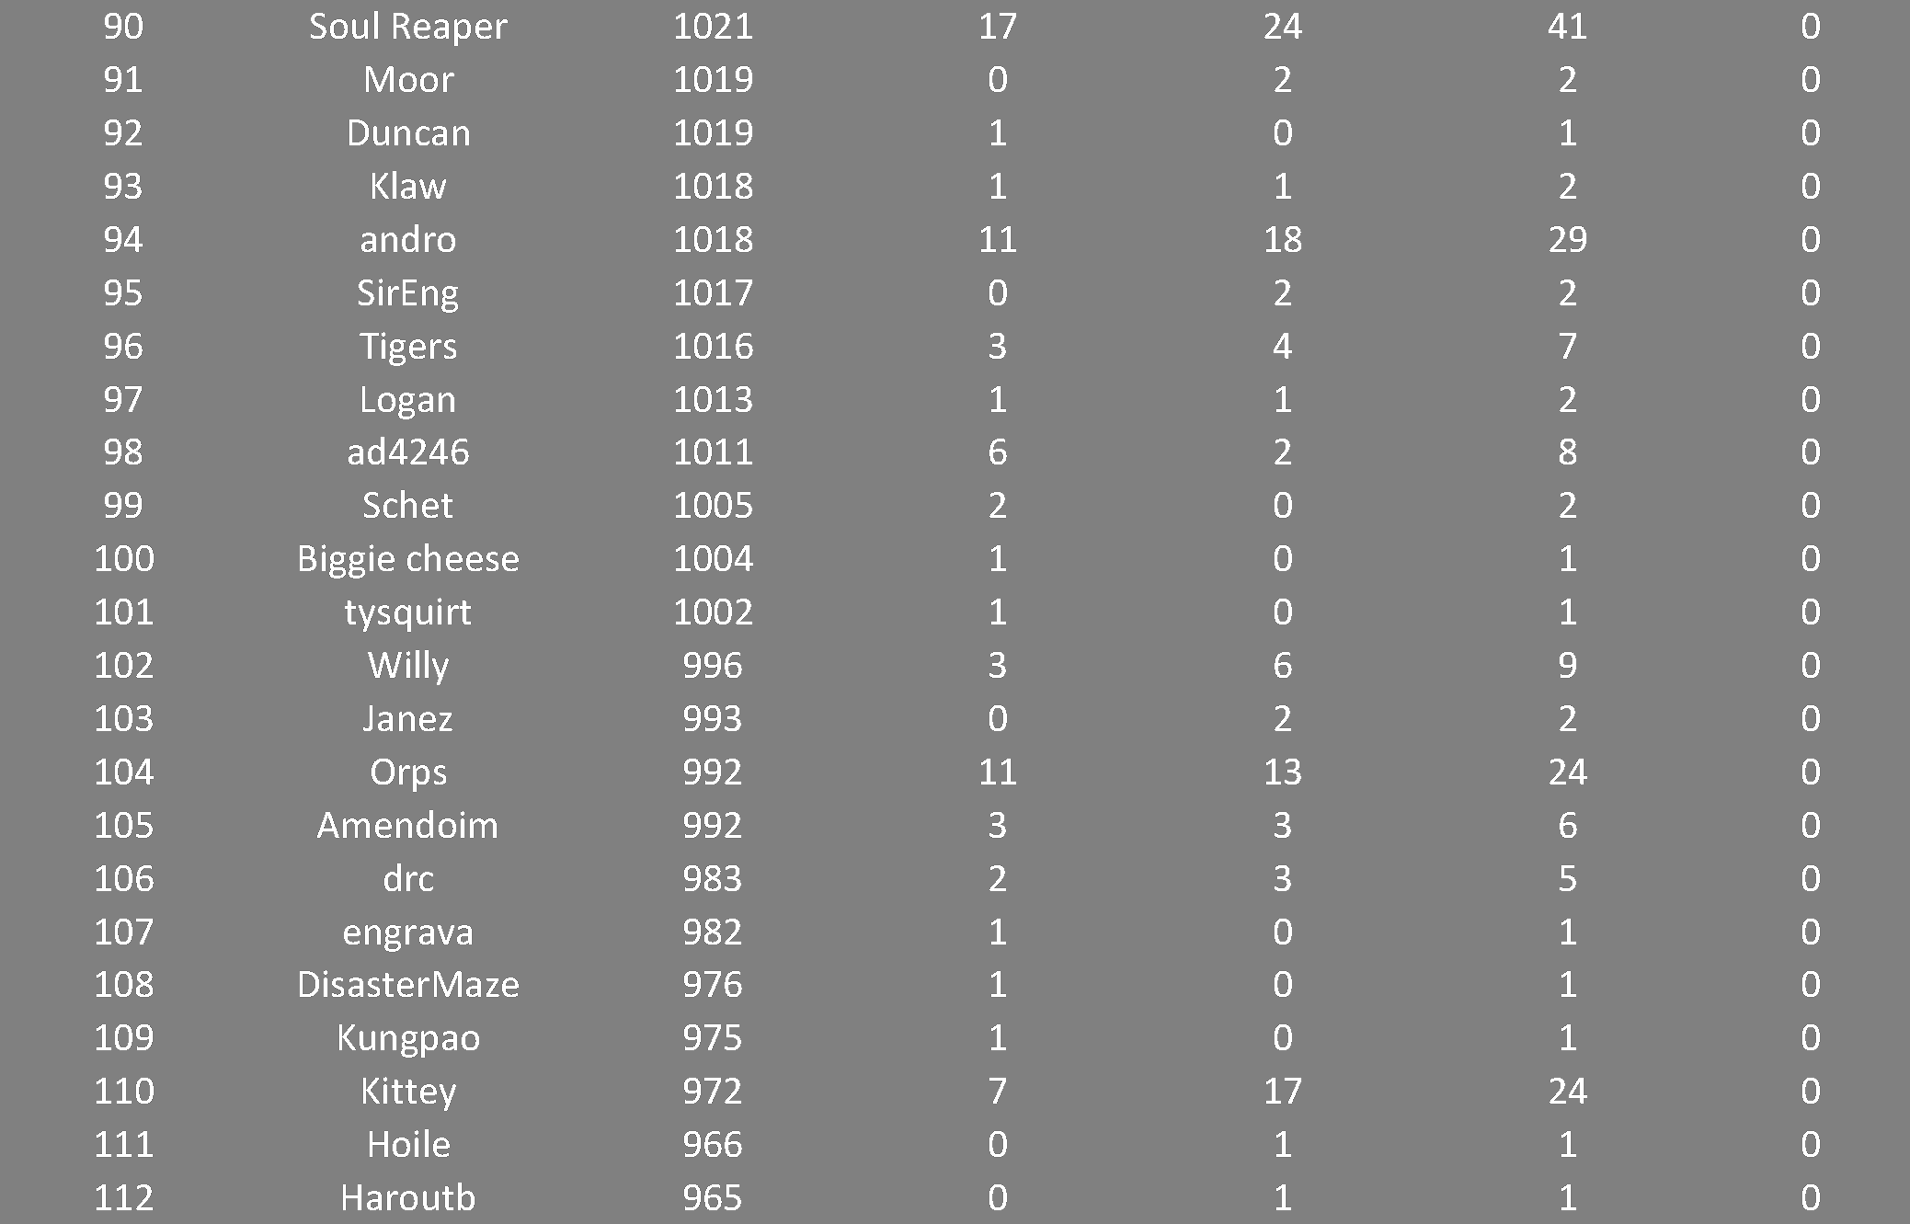 90 Soul Reaper 1021 17 24 41 0
91 Moor 1019 0 2 2 0
92 Duncan 1019 1 0 1 0
93 Klaw 1018 1 1 2 0
94 andro 1018 11 18 29 0
95 SirEng 1017 0 2 2 0
96 Tigers 1016 3 4 7 0
97 Logan 1013 1 1 2 0
98 ad4246 1011 6 2 8 0
99 Schet 1005 2 0 2 0
100 Biggie cheese 1004 1 0 1 0
101 tysquirt 1002 1 0 1 0
102 Willy 996 3 6 9 0
103 Janez 993 0 2 2 0
104 Orps 992 11 13 24 0
105 Amendoim 992 3 3 6 0
106 drc 983 2 3 5 0
107 engrava 982 1 0 1 0
108 DisasterMaze 976 1 0 1 0
109 Kungpao 975 1 0 1 0
110 Kittey 972 7 17 24 0
111 Hoile 966 0 1 1 0
112 Haroutb 965 0 1 1 0